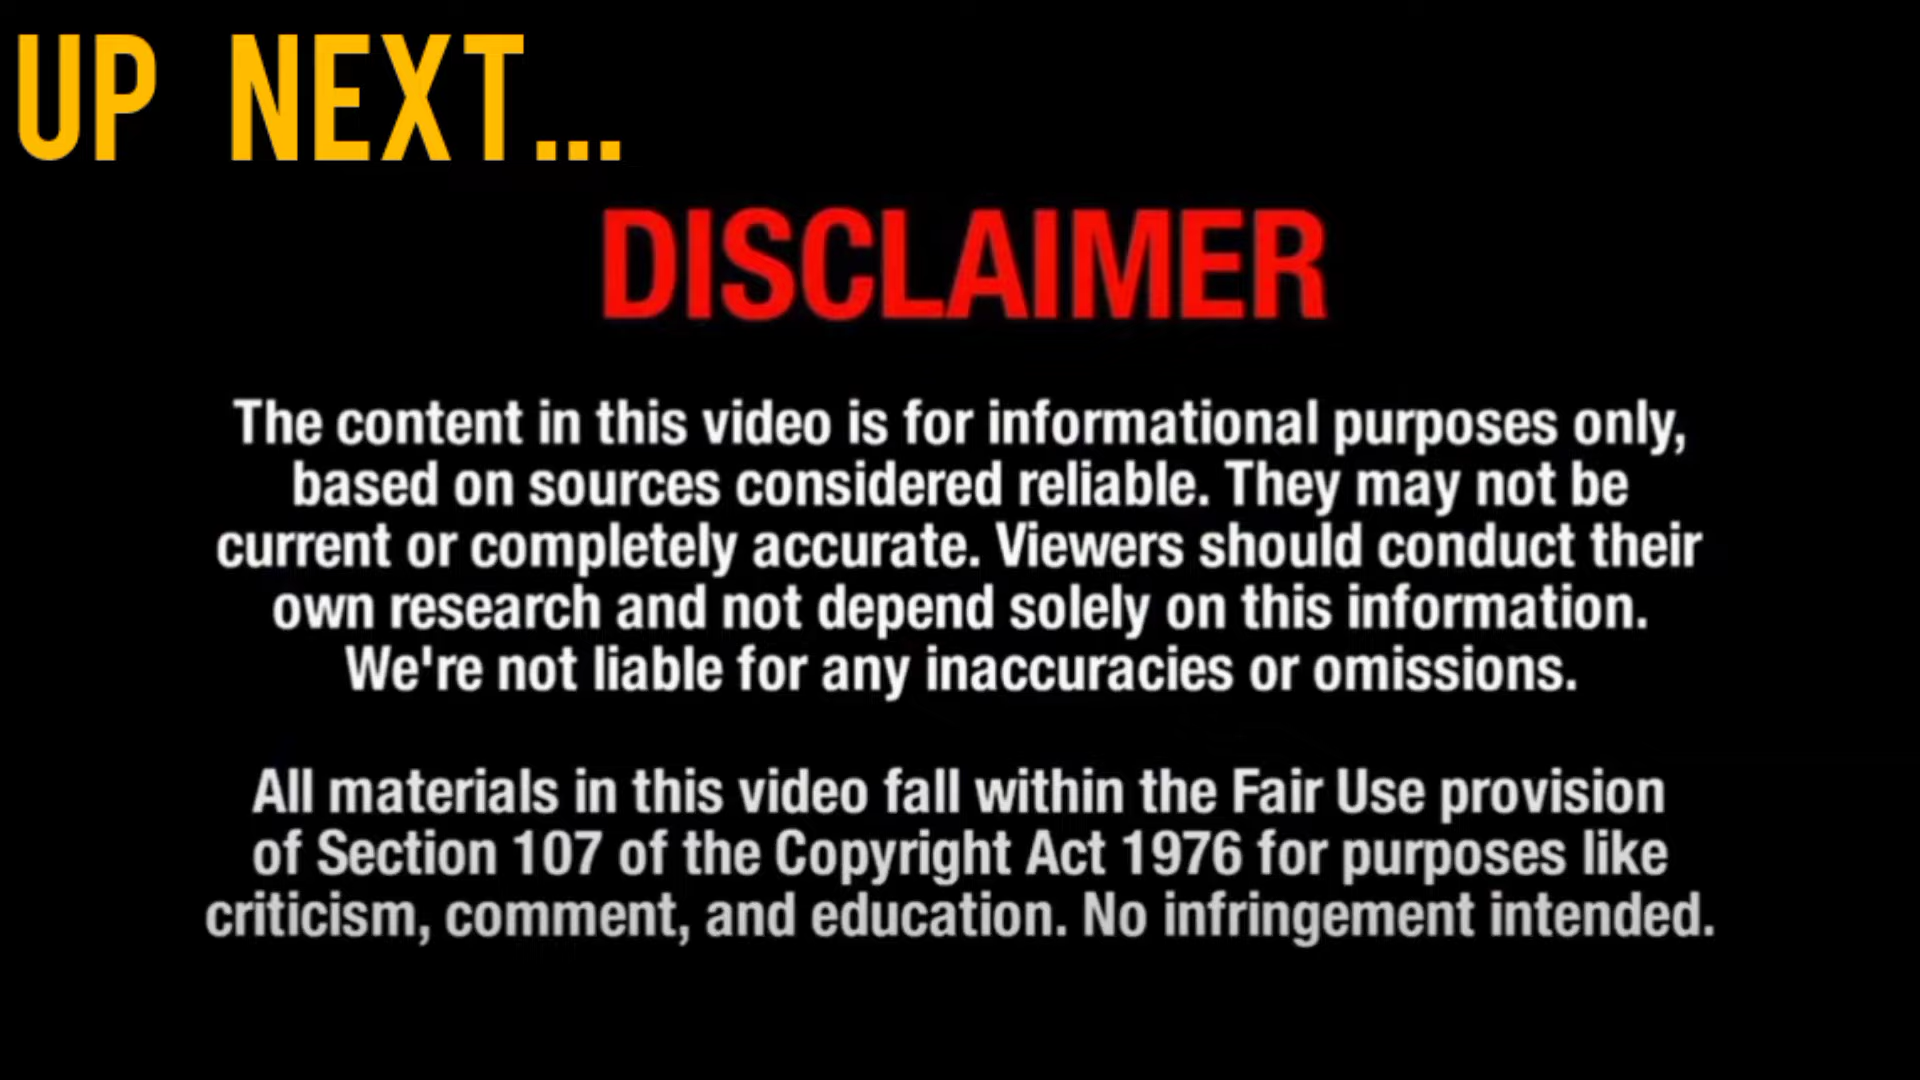 UP NEXT...
DISCLAIMER
The content in this video is for informational purposes only,
based on sources considered reliable. They may not be
current or completely accurate. Viewers should conduct their
own research and not depend solely on this information.
We're not liable for any inaccuracies or omissions.
All materials in this video fall within the Fair Use provision
of Section 107 of the Copyright Act 1976 for purposes like
criticism, comment, and education. No infringement intended.